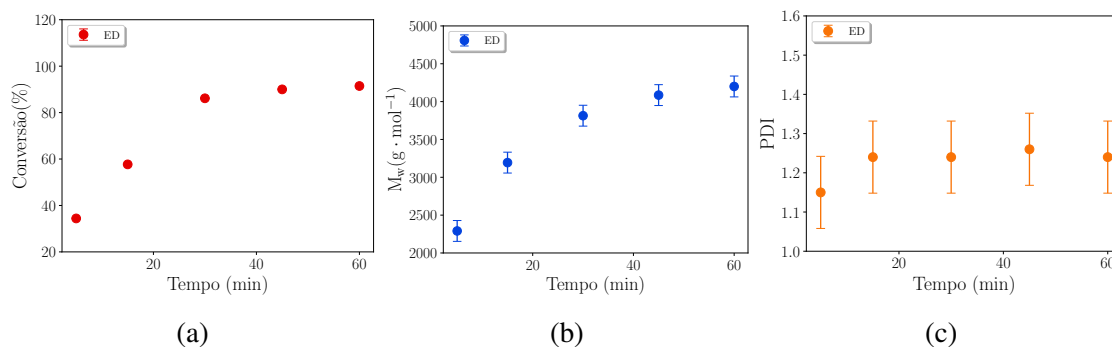 120
100
80
60
40
20
Conversão(%)
ED
20
40
60
Tempo (min)
(a)
5000
4500
4000
3500
3000
2500
2000
M_w(g · mol⁻¹)
ED
20
40
60
Tempo (min)
(b)
1.6
1.5
1.4
1.3
1.2
1.1
1.0
PDI
ED
20
40
60
Tempo (min)
(c)